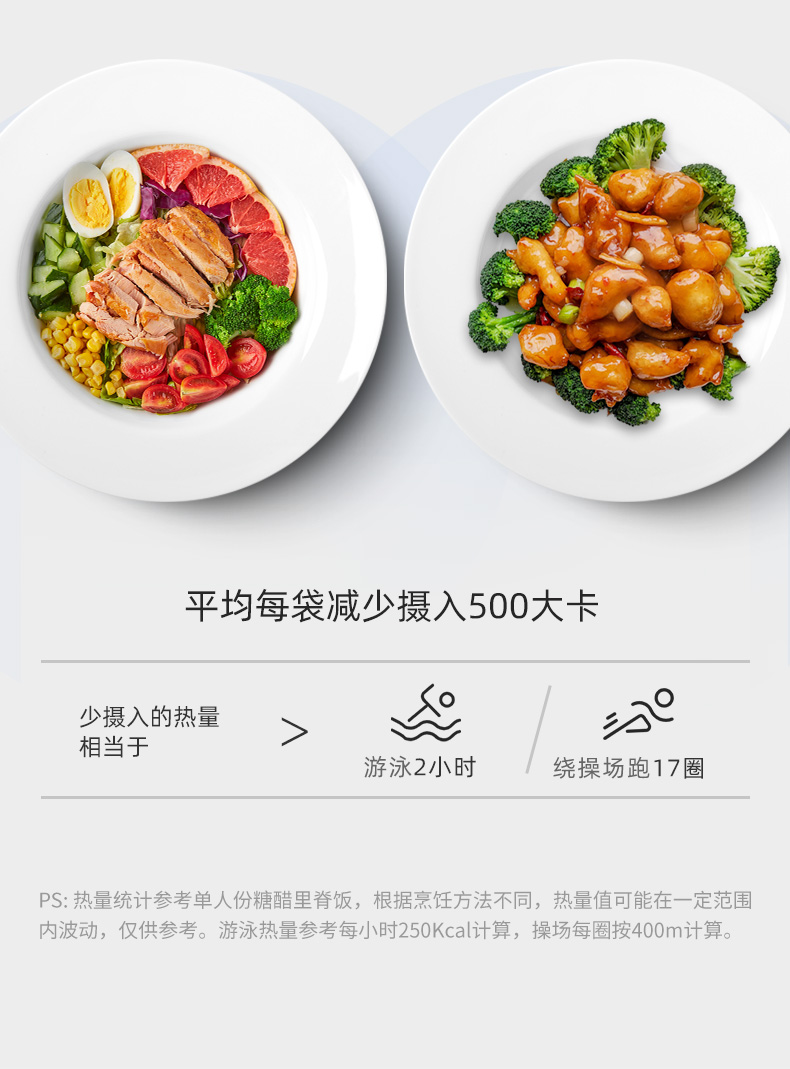 平均每袋减少摄入500大卡
少摄入的热量
相当于
>
游泳2小时
绕操场跑17圈
PS: 热量统计参考单人份糖醋里脊饭，根据烹饪方法不同，热量值可能在一定范围
内波动，仅供参考。游泳热量参考每小时250Kcal计算，操场每圈按400m计算。